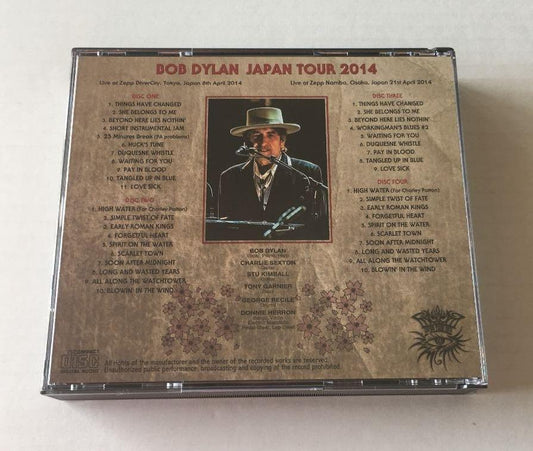 BOB DYLAN JAPAN TOUR 2014
Live at Zepp DiverCity, Tokyo, Japan 8th April 2014
Live at Zepp Namba, Osaka, Japan 21st April 2014
DISC ONE
1. THINGS HAVE CHANGED
2. SHE BELONGS TO ME
3. BEYOND HERE LIES NOTHIN'
4. SHORT INSTRUMENTAL JAM
5. 25 Minutes Break (PA problems)
6. HUCK'S TUNE
7. DUQUESNE WHISTLE
8. WAITING FOR YOU
9. PAY IN BLOOD
10. TANGLED UP IN BLUE
11. LOVE SICK
DISC TWO
1. HIGH WATER (For Charley Patton)
2. SIMPLE TWIST OF FATE
3. EARLY ROMAN KINGS
4. FORGETFUL HEART
5. SPIRIT ON THE WATER
6. SCARLET TOWN
7. SOON AFTER MIDNIGHT
8. LONG AND WASTED YEARS
9. ALL ALONG THE WATCHTOWER
10. BLOWIN' IN THE WIND
DISC THREE
1. THINGS HAVE CHANGED
2. SHE BELONGS TO ME
3. BEYOND HERE LIES NOTHIN'
4. WORKINGMAN'S BLUES #2
5. WAITING FOR YOU
6. DUQUESNE WHISTLE
7. PAY IN BLOOD
8. TANGLED UP IN BLUE
9. LOVE SICK
DISC FOUR
1. HIGH WATER (For Charley Patton)
2. SIMPLE TWIST OF FATE
3. EARLY ROMAN KINGS
4. FORGETFUL HEART
5. SPIRIT ON THE WATER
6. SCARLET TOWN
7. SOON AFTER MIDNIGHT
8. LONG AND WASTED YEARS
9. ALL ALONG THE WATCHTOWER
10. BLOWIN' IN THE WIND
BOB DYLAN
CHARLIE SEXTON
STU KIMBALL
TONY GARNIER
GEORGE RECILE
DONNIE HERRON
COMPACT
DISC
DIGITAL AUDIO
All rights of the manufacturer and the owner of the recorded works are reserved.
Unauthorized public performance, broadcasting and copying of the record prohibited.